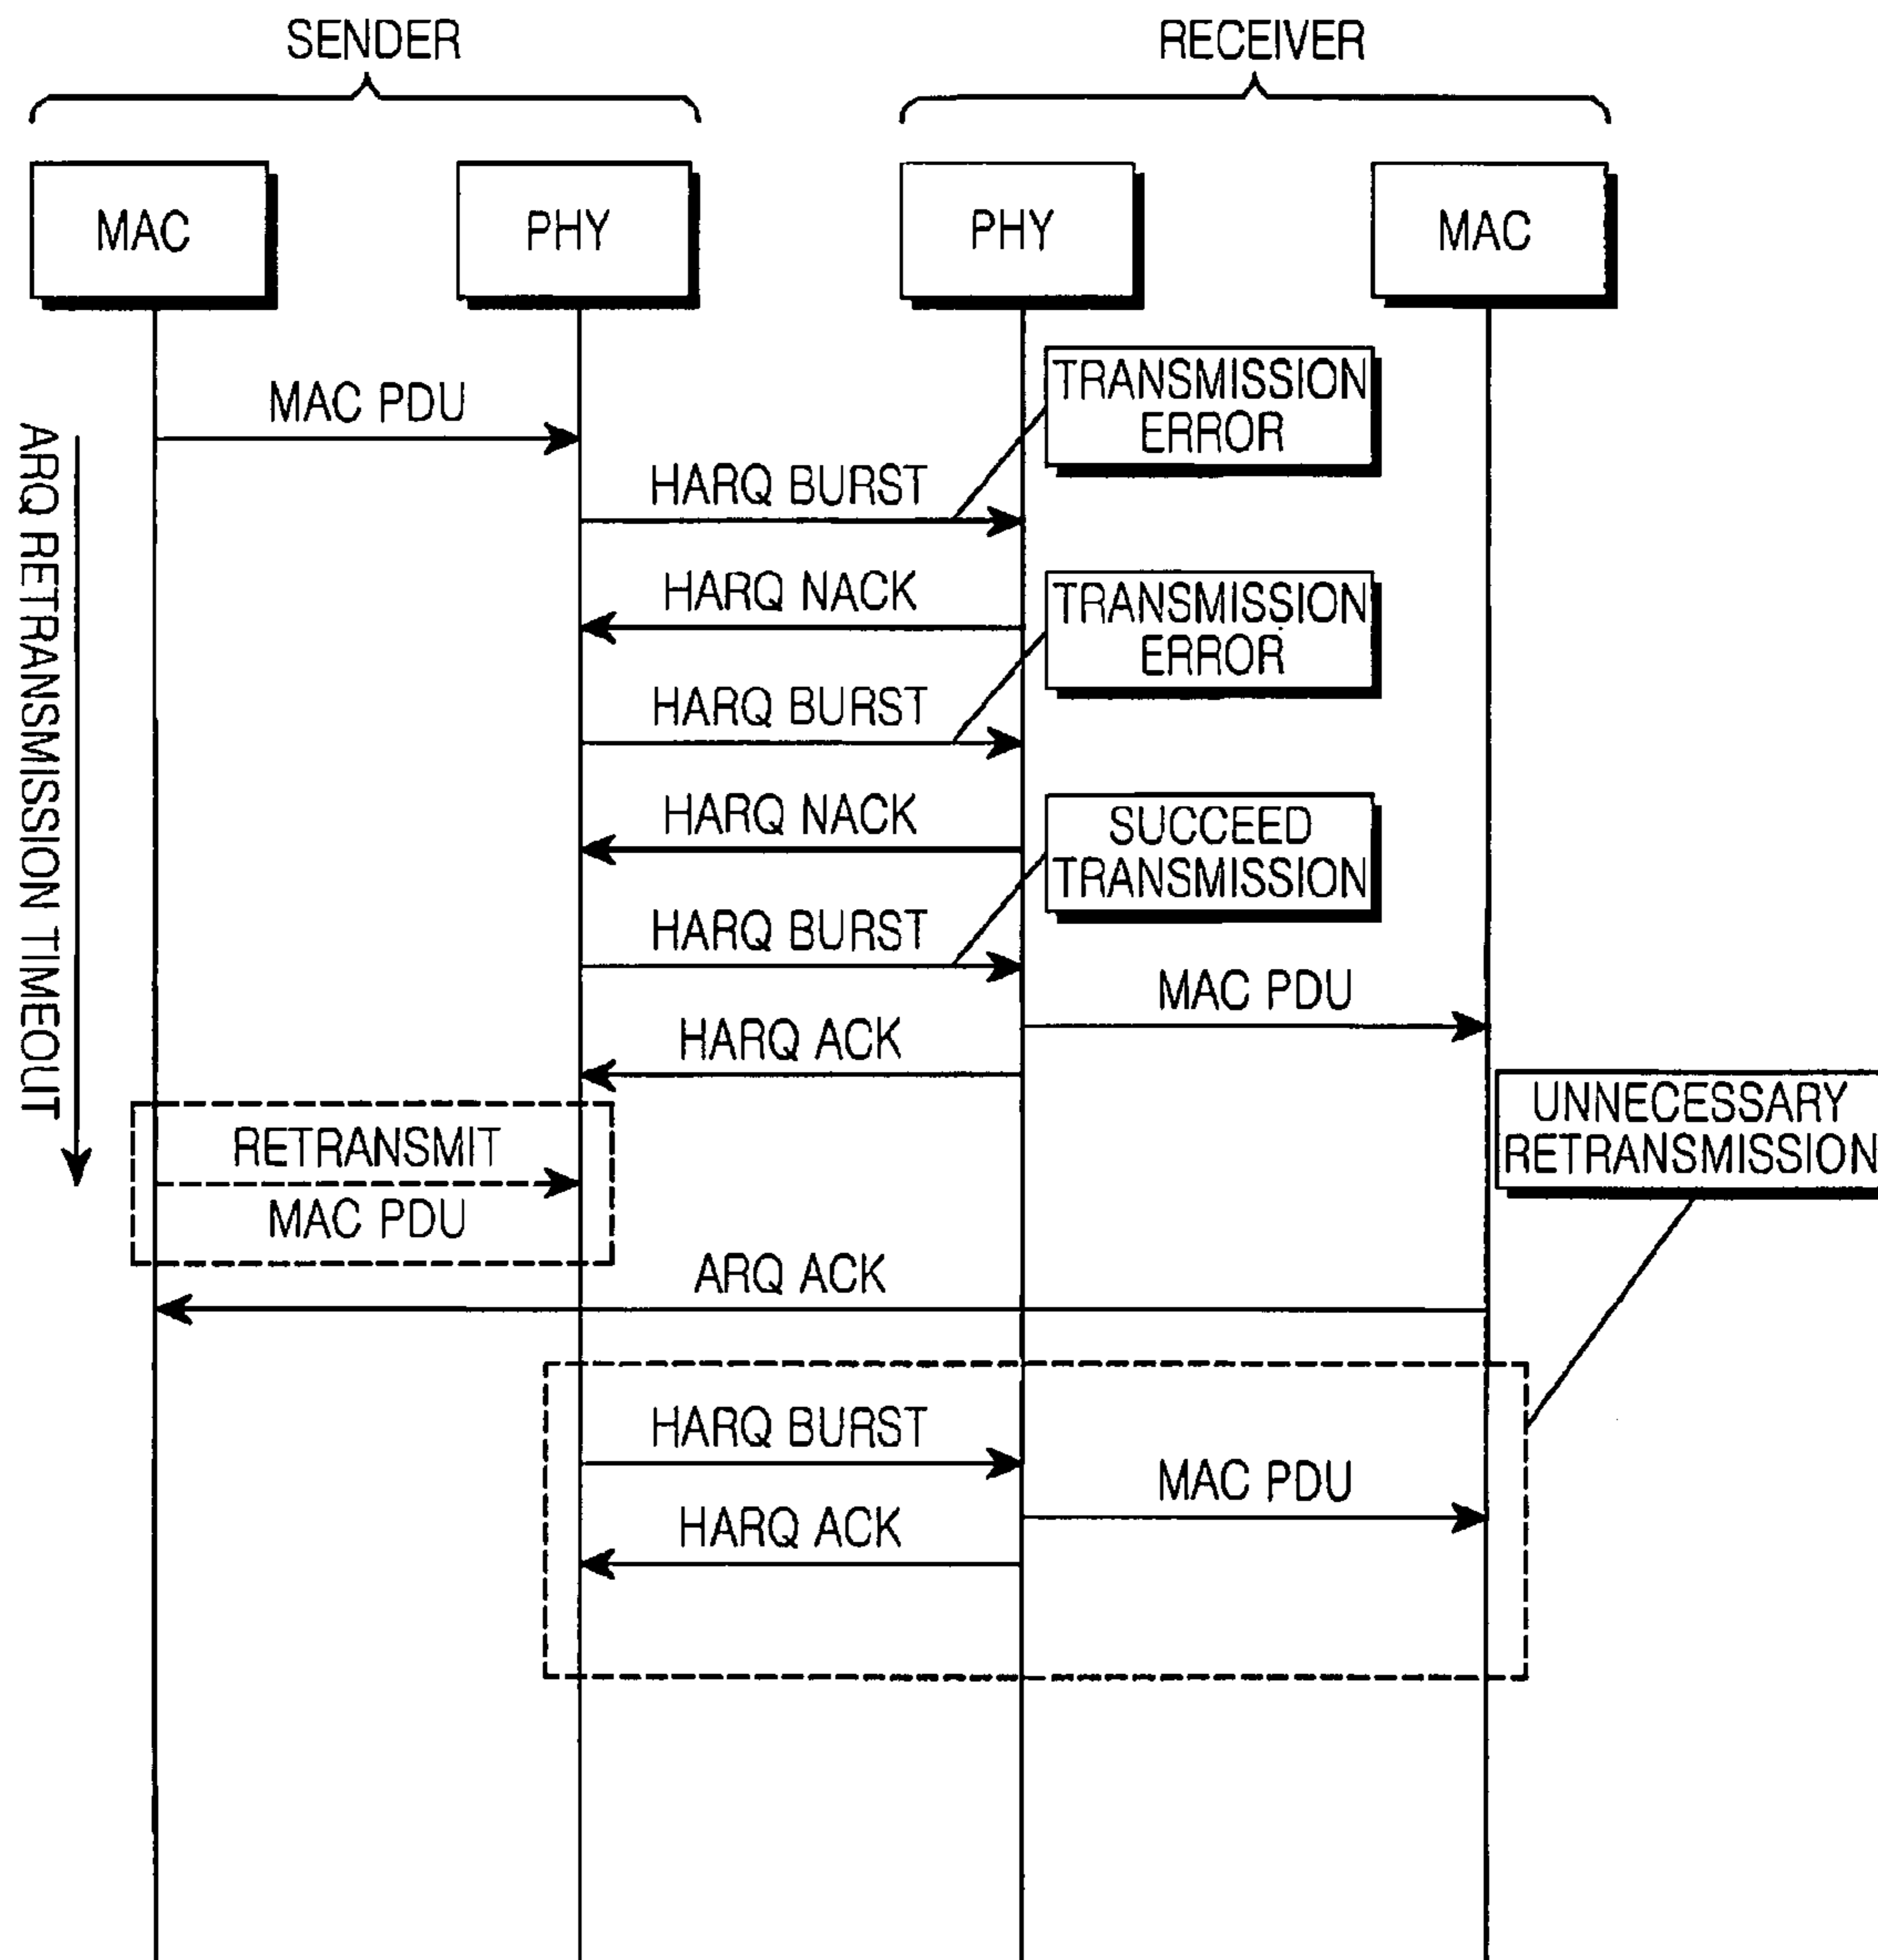 SENDER
RECEIVER
MAC
PHY
PHY
MAC
TRANSMISSION
ERROR
MAC PDU
ARQ RETRANSMISSION TIMEOUT
HARQ BURST
HARQ NACK
TRANSMISSION
ERROR
HARQ BURST
HARQ NACK
SUCCEED
TRANSMISSION
HARQ BURST
MAC PDU
HARQ ACK
UNNECESSARY
RETRANSMISSION
RETRANSMIT
MAC PDU
ARQ ACK
HARQ BURST
MAC PDU
HARQ ACK